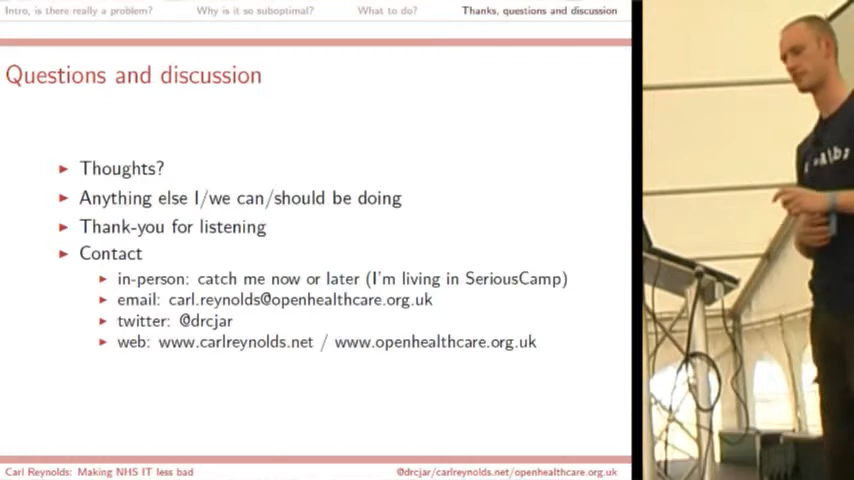 Intro, is there really a problem? Why is it so suboptimal? What to do? Thanks, questions and discussion
Questions and discussion
Thoughts?
Anything else I/we can/should be doing
Thank-you for listening
Contact
in-person: catch me now or later (I'm living in SeriousCamp)
email: carl.reynolds@openhealthcare.org.uk
twitter: @drcjar
web: www.carlreynolds.net / www.openhealthcare.org.uk
Carl Reynolds: Making NHS IT less bad
@drcjar/carlreynolds.net/openhealthcare.org.uk